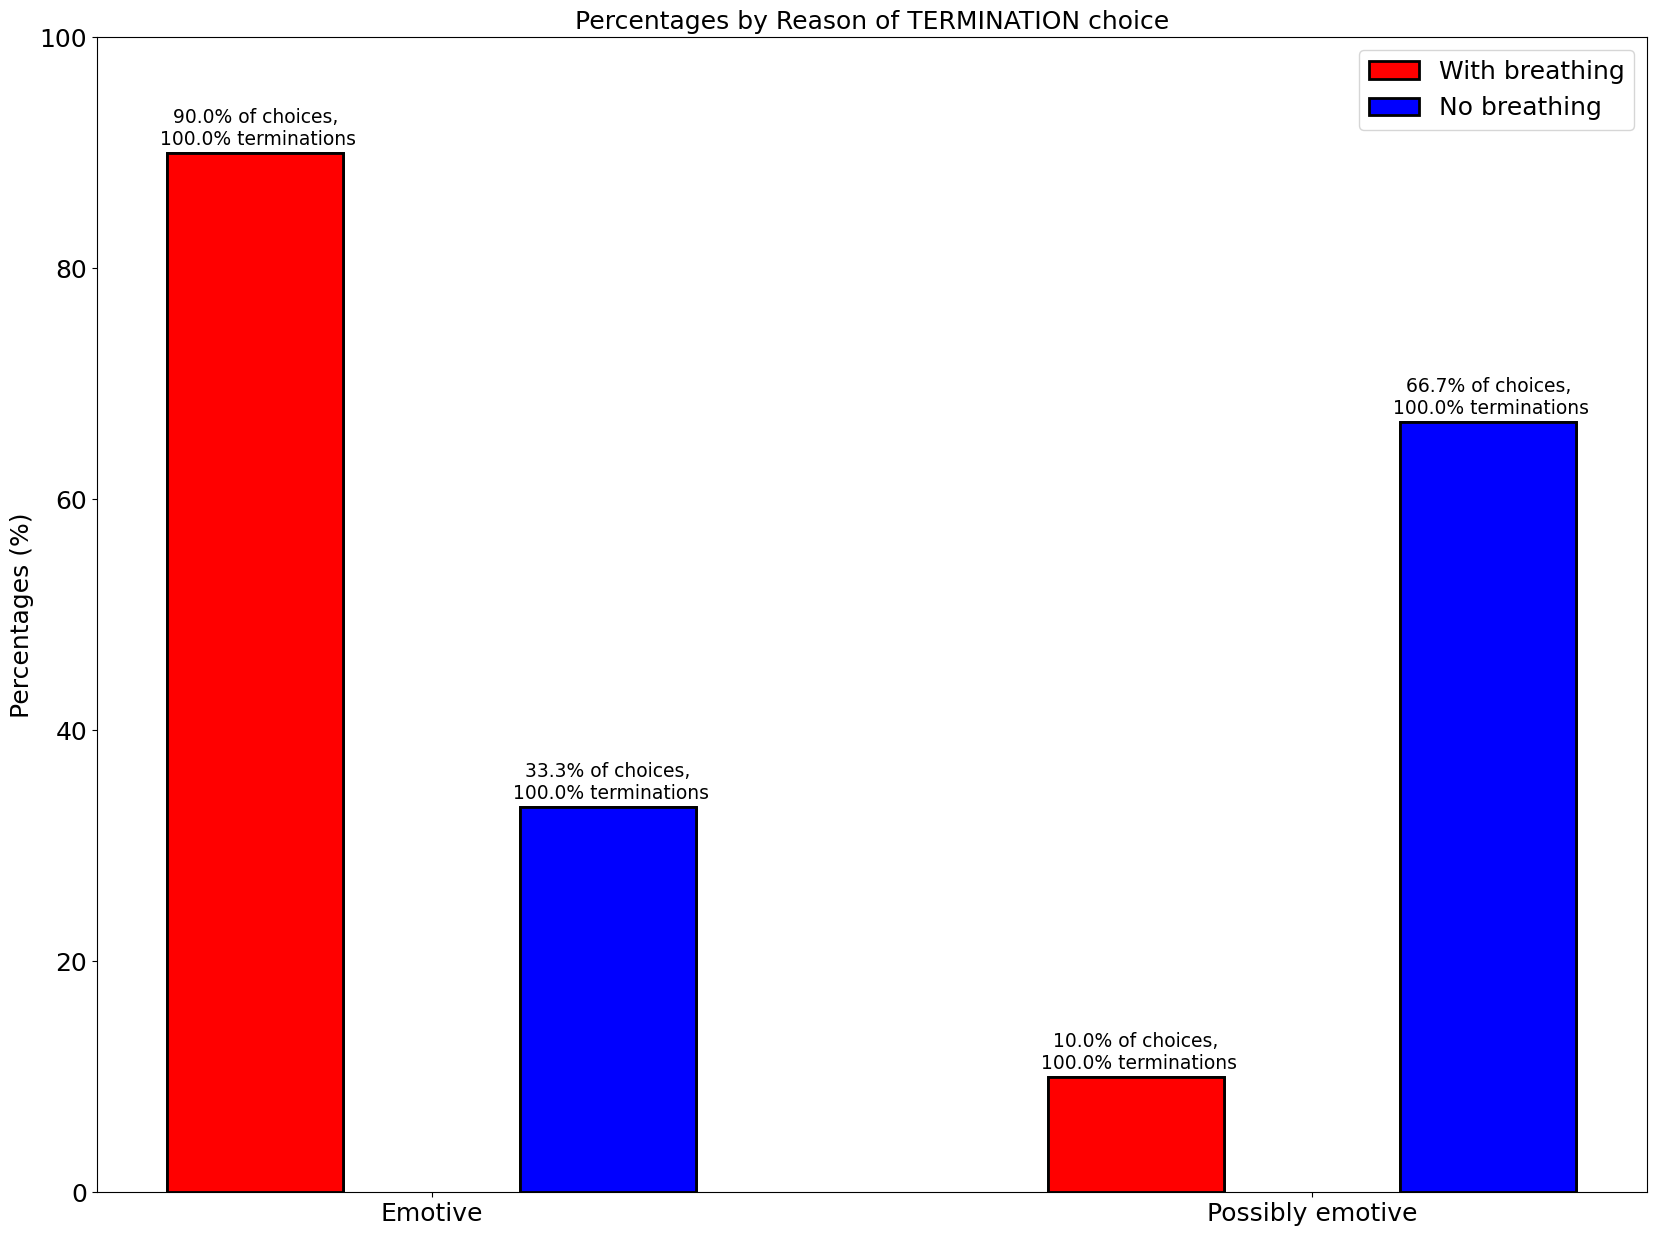 Percentages by Reason of TERMINATION choice
100
80
60
40
20
0
Percentages (%)
With breathing
No breathing
90.0% of choices,
100.0% terminations
33.3% of choices,
100.0% terminations
10.0% of choices,
100.0% terminations
66.7% of choices,
100.0% terminations
Emotive
Possibly emotive